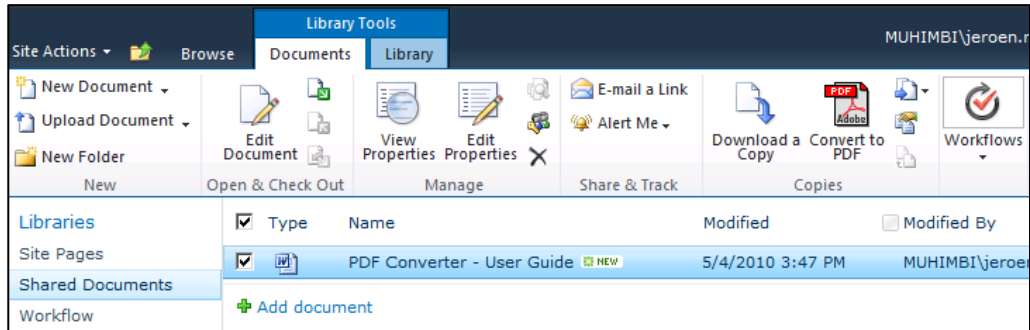 Library Tools
Site Actions Browse Documents Library MUHIMBI\jeroen.r
New Document
Upload Document
New Folder
New
Edit
Document
Open & Check Out
View
Properties
Edit
Properties
Manage
E-mail a Link
Alert Me
Share & Track
Download a
Copy
PDF
Adobe
Convert to
PDF
Copies
Workflows
Libraries
Site Pages
Shared Documents
Workflow
Type Name Modified Modified By
PDF Converter - User Guide NEW 5/4/2010 3:47 PM MUHIMBI\jeroe
Add document